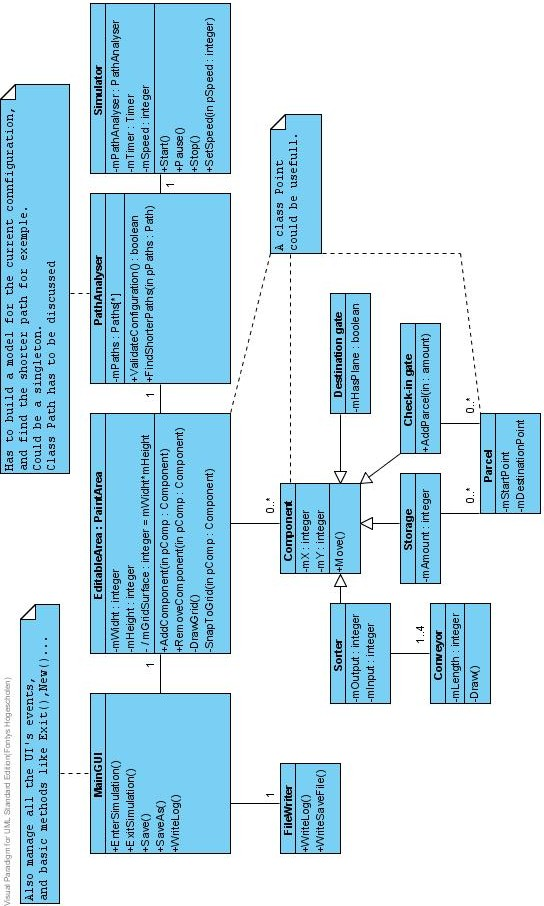 Visual Paradigm for UML Standard Edition(Fontys Hogescholen)
Also manage all the UI's events,
and basic methods like Exit(),New()...
Has to build a model for the current connfiguration,
and find the shorter path for exemple.
Could be a singleton.
Class Path has to be discussed
MainGUI
+EnterSimulation()
+ExitSimulation()
+Save()
+SaveAs()
+WriteLog()
1
EditableArea : PaintArea
-mWidht : integer
-mHeight : integer
- / mGridSurface : integer = mWidht*mHeight
+AddComponent(in pComp : Component)
+RemoveComponent(in pComp : Component)
-DrawGrid()
-SnapToGrid(in pComp : Component)
1
PathAnalyser
-mPaths : Paths[*]
+ValidateConfiguration() : boolean
+FindShorterPaths(in pPaths : Path)
1
Simulator
-mPathAnalyser : PathAnalyser
-mTimer : Timer
-mSpeed : integer
+Start()
+Pause()
+Stop()
+SetSpeed(in pSpeed : integer)
1
FileWriter
+WriteLog()
+WriteSaveFile()
0..*
Component
-mX : integer
-mY : integer
+Move()
A class Point
could be usefull.
Sorter
-mOutput : integer
-mInput : integer
1..4
Conveyor
-mLength : integer
-Draw()
Destination gate
-mHasPlane : boolean
Storage
-mAmount : integer
0..*
Check-in gate
+AddParcel(in : amount)
0..*
Parcel
-mStartPoint
-mDestinationPoint